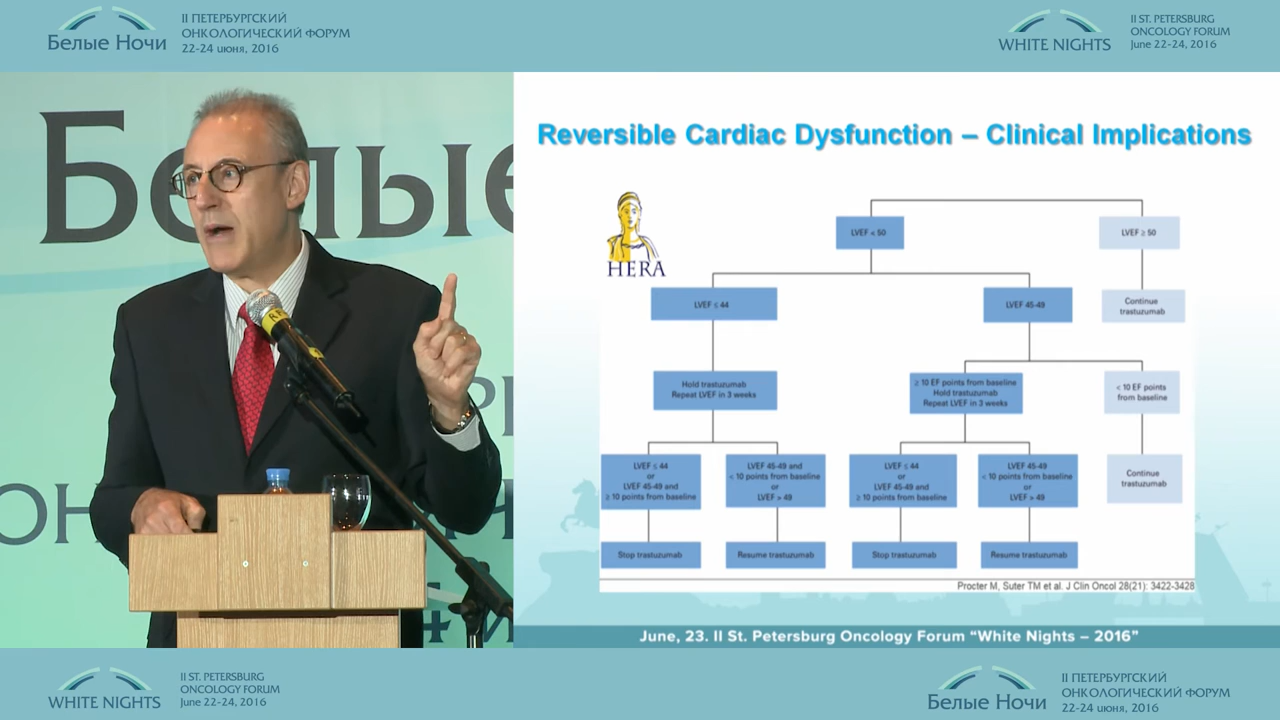 Белые Ночи
II ПЕТЕРБУРГСКИЙ
ОНКОЛОГИЧЕСКИЙ ФОРУМ
22-24 июня, 2016
WHITE NIGHTS
II ST. PETERSBURG
ONCOLOGY FORUM
June 22-24, 2016
Белые
Reversible Cardiac Dysfunction – Clinical Implications
HERA
LVEF < 50
LVEF ≥ 50
LVEF ≤ 44
LVEF 45-49
Continue
trastuzumab
Hold trastuzumab
Repeat LVEF in 3 weeks
≥ 10 EF points from baseline
Hold trastuzumab
Repeat LVEF in 3 weeks
< 10 EF points
from baseline
LVEF ≤ 44
or
LVEF 45-49 and
≥ 10 points from baseline
LVEF 45-49 and
< 10 points from baseline
or
LVEF > 49
LVEF ≤ 44
or
LVEF 45-49 and
≥ 10 points from baseline
LVEF 45-49
< 10 points from baseline
or
LVEF > 49
Continue
trastuzumab
Stop trastuzumab
Resume trastuzumab
Stop trastuzumab
Resume trastuzumab
Procter M, Suter TM et al. J Clin Oncol 28(21): 3422-3428
June, 23. II St. Petersburg Oncology Forum “White Nights – 2016”
WHITE NIGHTS
II ST. PETERSBURG
ONCOLOGY FORUM
June 22-24, 2016
Белые Ночи
II ПЕТЕРБУРГСКИЙ
ОНКОЛОГИЧЕСКИЙ ФОРУМ
22-24 июня, 2016